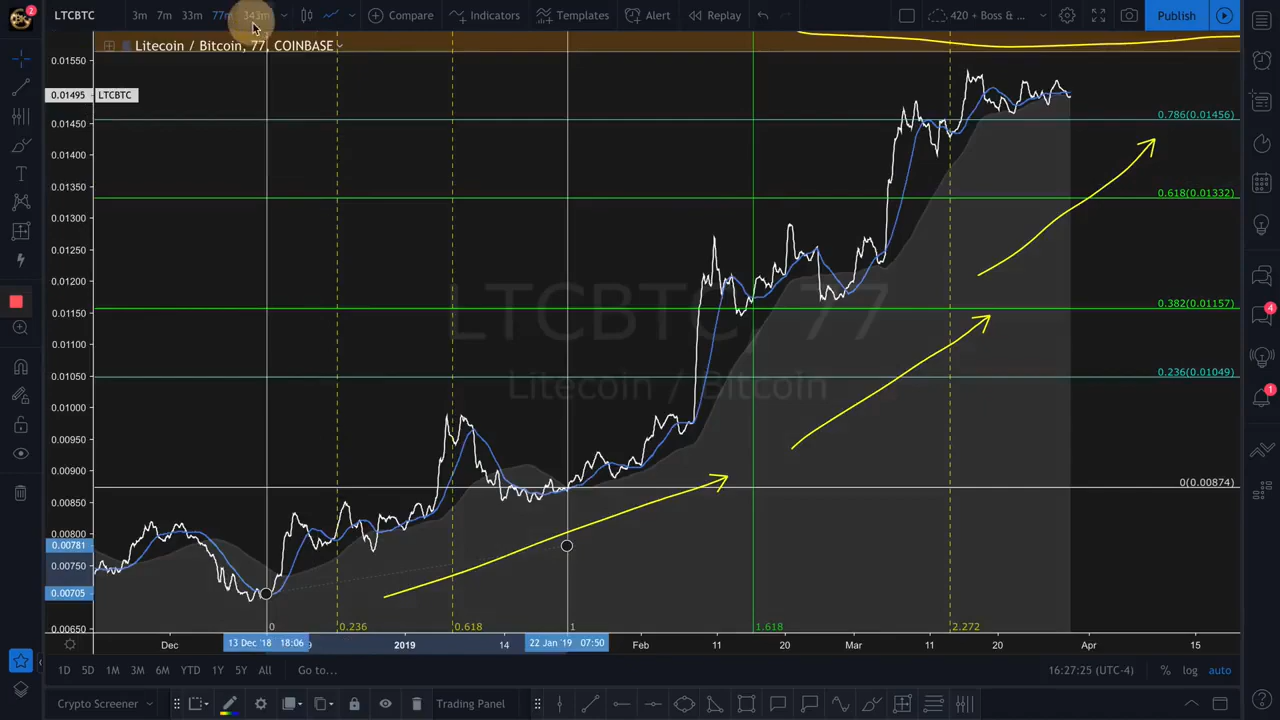 2
LTCBTC
3m 7m 33m 77m 343m
Compare
Indicators
Templates
Alert
Replay
420 + Boss & ...
Publish
Litecoin / Bitcoin, 77, COINBASE
0.01550
0.01495 LTCBTC
0.01450
0.01400
0.01350
0.01300
0.01250
0.01200
0.01150
0.01100
0.01050
0.01000
0.00950
0.00900
0.00850
0.00800
0.00781
0.00750
0.00705
0.00650
LTCBTC, 77
Litecoin / Bitcoin
0.786(0.01456)
0.618(0.01332)
0.382(0.01157)
0.236(0.01049)
0(0.00874)
4
1
0 0.236 0.618 1 1.618 2.272
Dec 13 Dec '18 18:06 2019 14 22 Jan '19 07:50 Feb 11 20 Mar 11 20 Apr 15
1D 5D 1M 3M 6M YTD 1Y 5Y All Go to...
16:27:25 (UTC-4) % log auto
Crypto Screener
Trading Panel